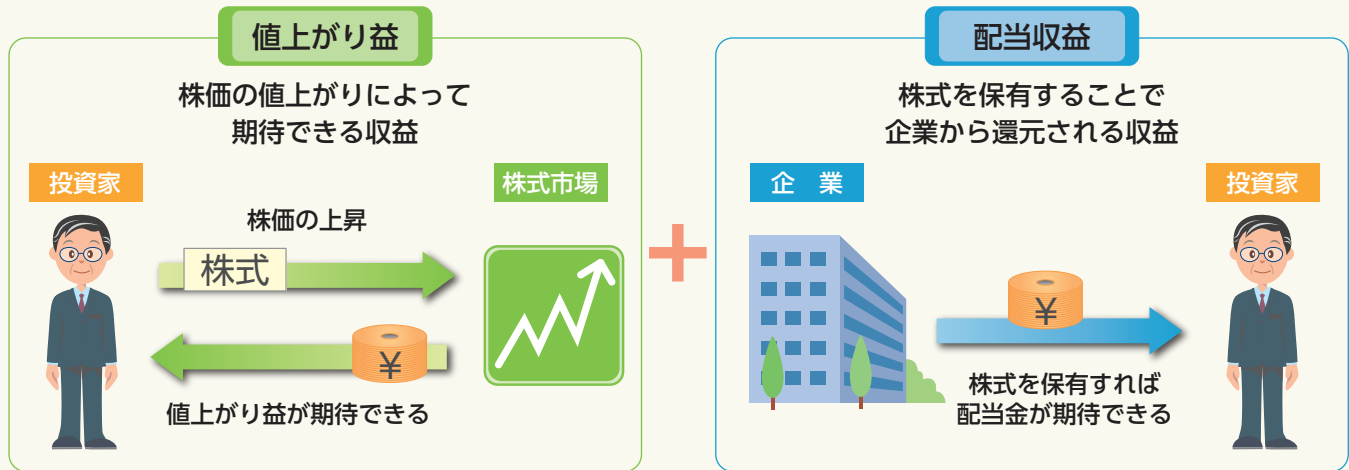 値上がり益
株価の値上がりによって
期待できる収益
投資家
株式市場
株価の上昇
株式
¥
値上がり益が期待できる
+
配当収益
株式を保有することで
企業から還元される収益
企 業
投資家
¥
株式を保有すれば
配当金が期待できる